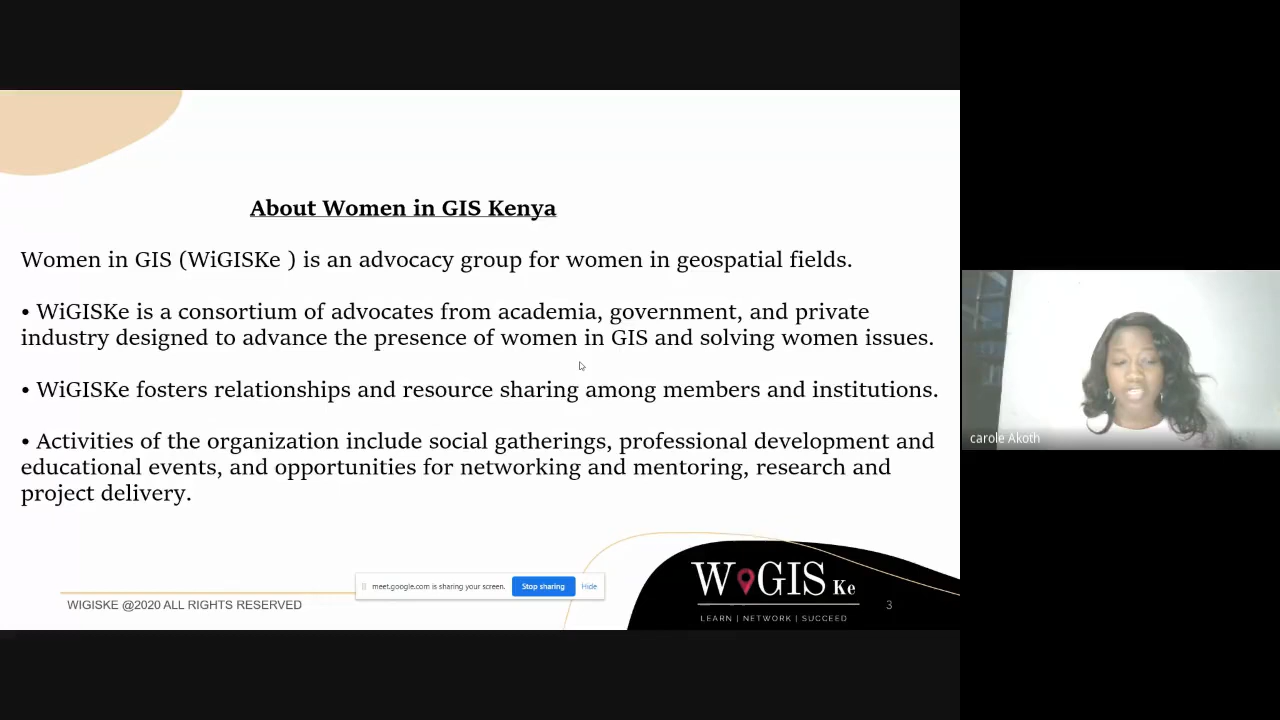 About Women in GIS Kenya
Women in GIS (WiGISKe ) is an advocacy group for women in geospatial fields.
• WiGISKe is a consortium of advocates from academia, government, and private
industry designed to advance the presence of women in GIS and solving women issues.
• WiGISKe fosters relationships and resource sharing among members and institutions.
• Activities of the organization include social gatherings, professional development and
educational events, and opportunities for networking and mentoring, research and
project delivery.
meet.google.com is sharing your screen. Stop sharing Hide
WIGISKE @2020 ALL RIGHTS RESERVED
WiGIS Ke
LEARN | NETWORK | SUCCEED
3
carole Akoth